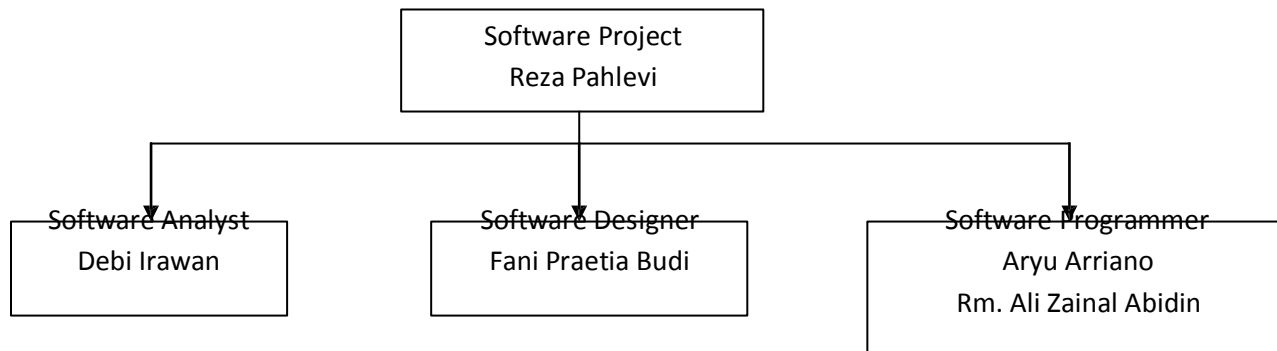 Software Project
Reza Pahlevi
Software Analyst
Debi Irawan
Software Designer
Fani Praetia Budi
Software Programmer
Aryu Arriano
Rm. Ali Zainal Abidin